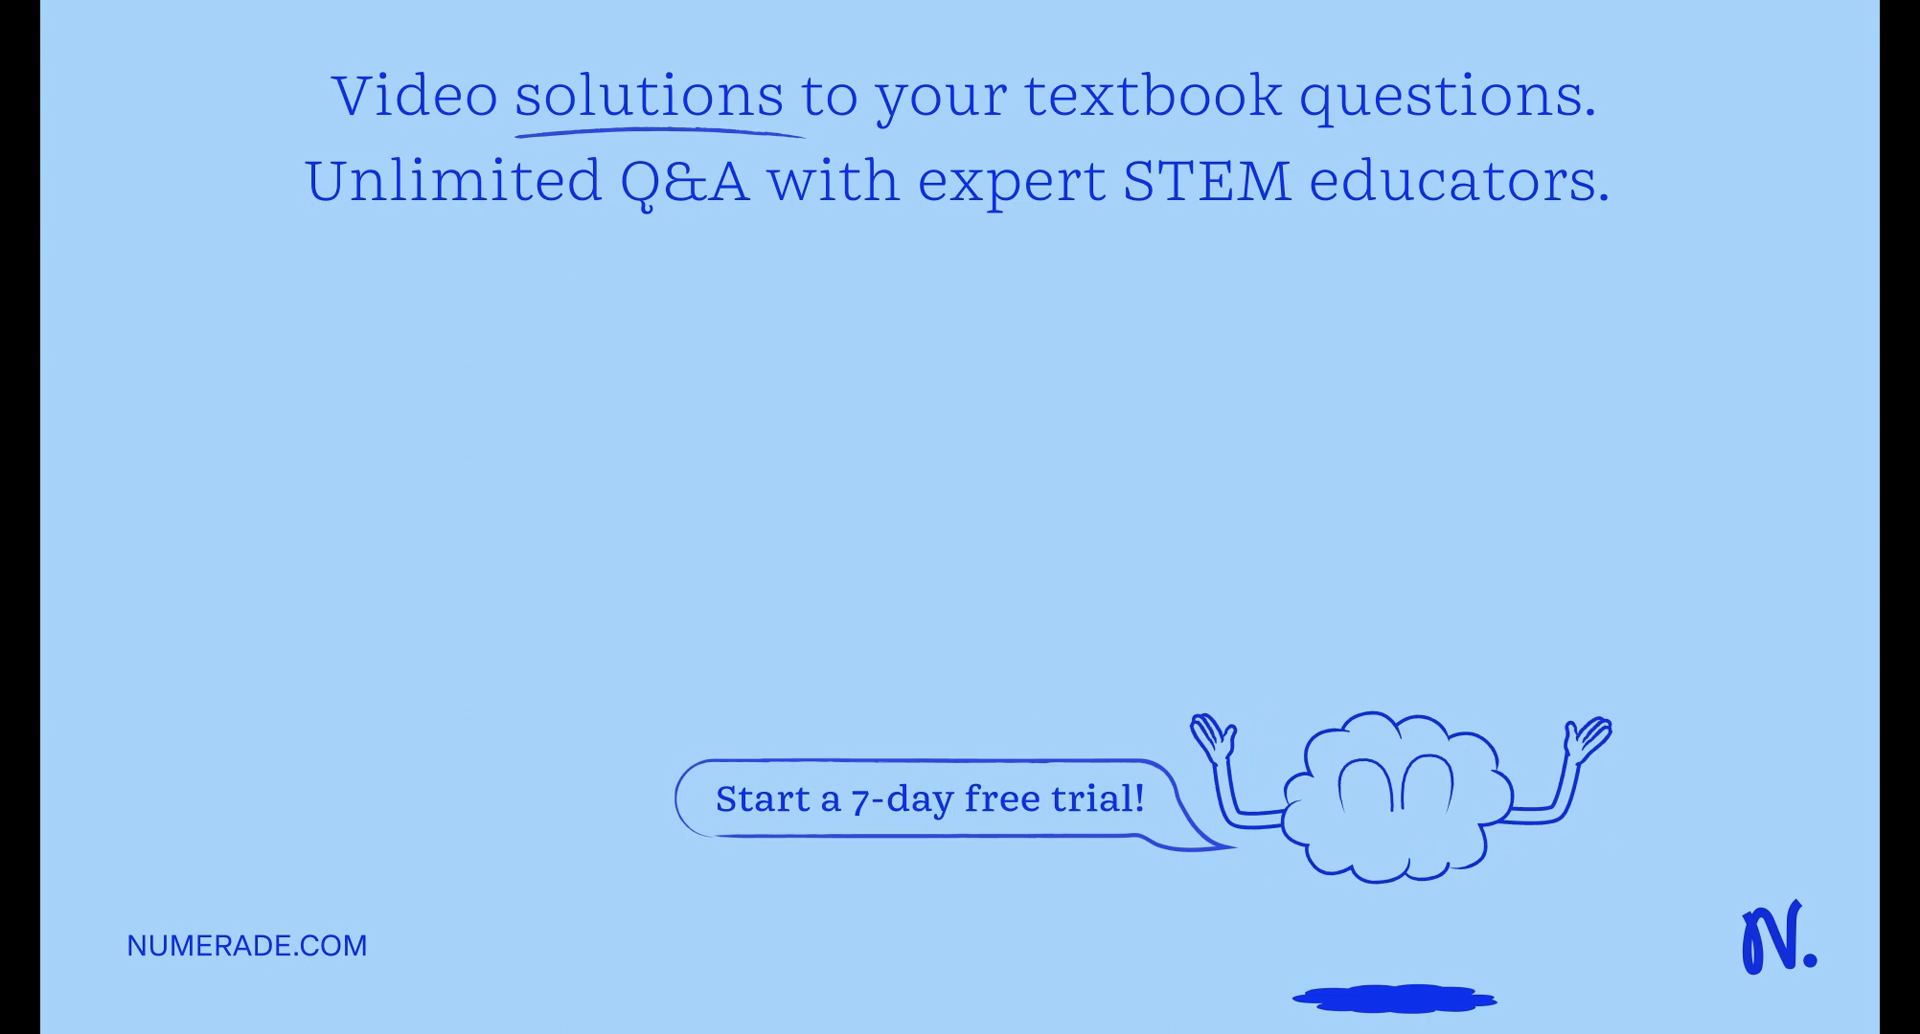 Video solutions to your textbook questions.
Unlimited Q&A with expert STEM educators.
Start a 7-day free trial!
NUMERADE.COM
N.